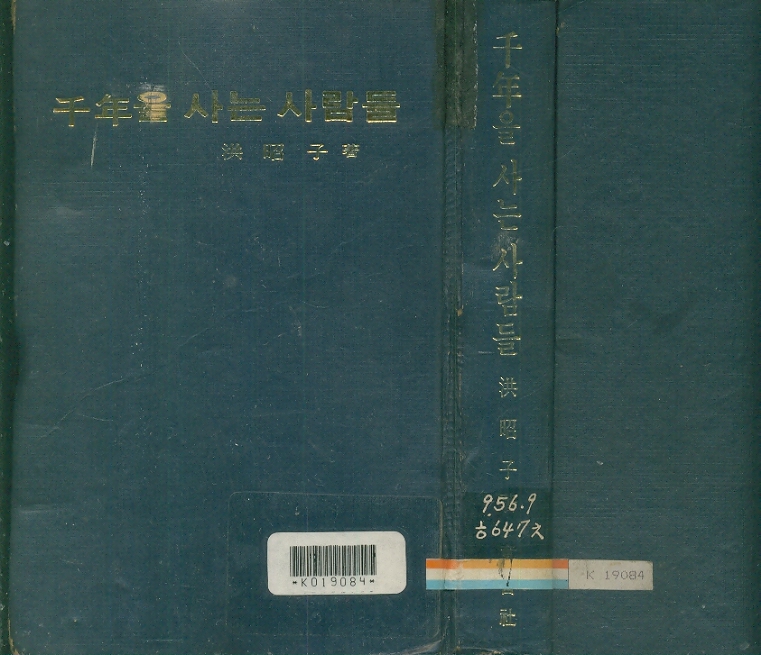 千年을 사는 사람들
洪 昭 子 著
*K019084*
千年을 사는 사람들 洪 昭 子
956.9
ㅎ647ㅊ
社
K 19084